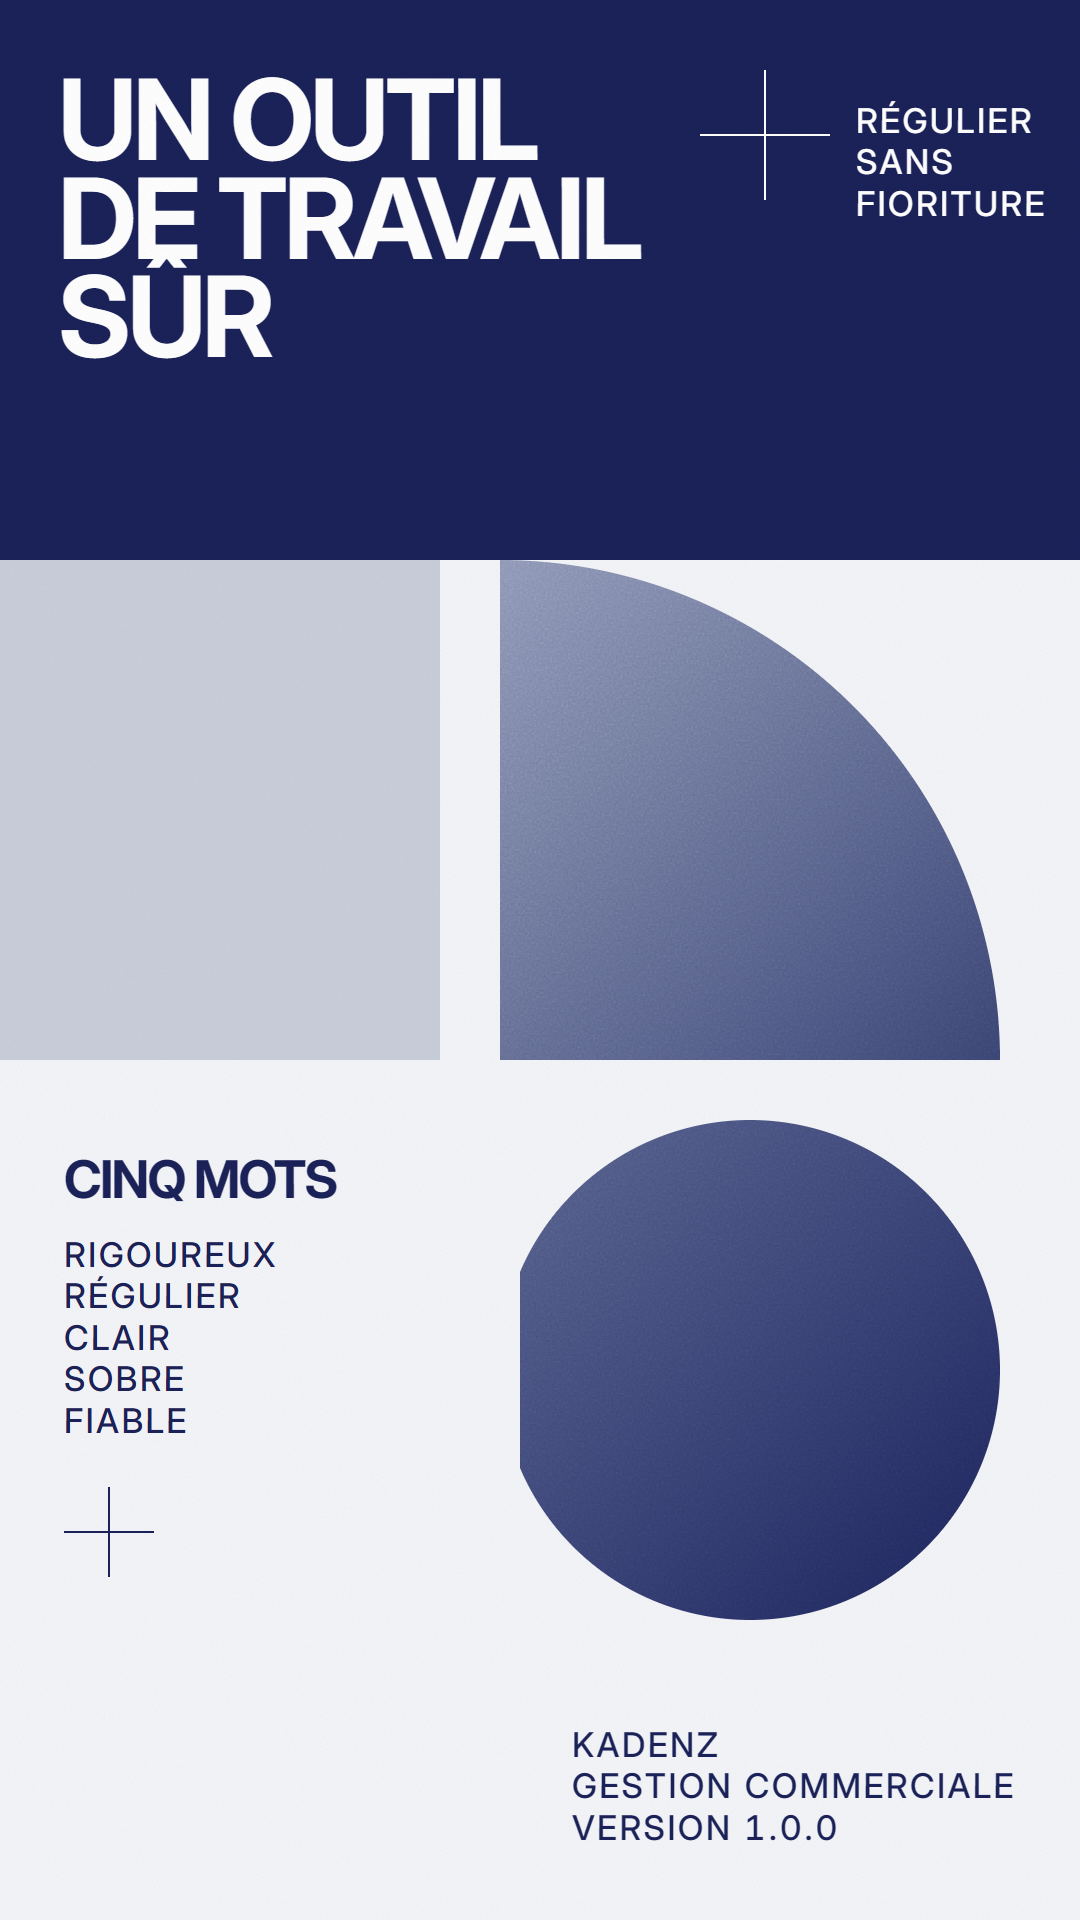 UN OUTIL
DE TRAVAIL
SÛR
RÉGULIER
SANS
FIORITURE
CINQ MOTS
RIGOUREUX
RÉGULIER
CLAIR
SOBRE
FIABLE
KADENZ
GESTION COMMERCIALE
VERSION 1.0.0